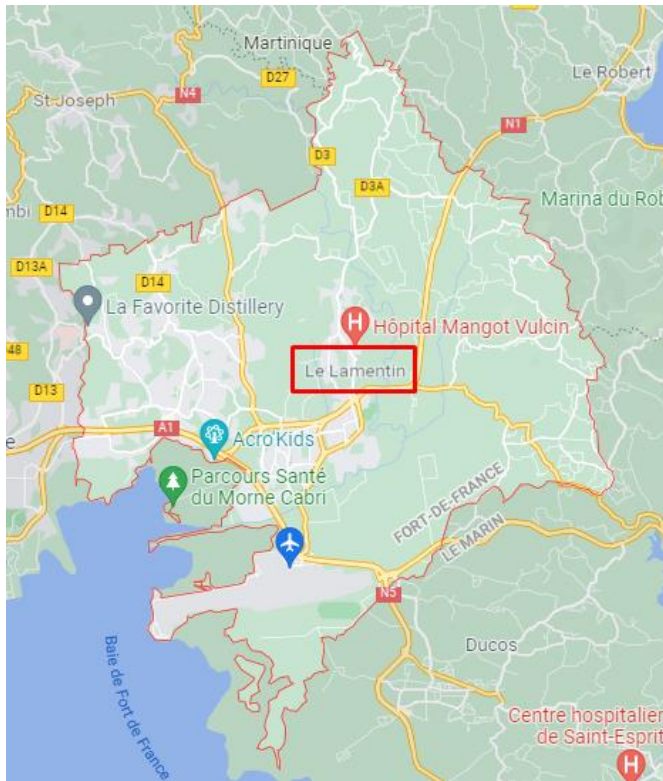 Martinique
Le Robert
D27
N4
St-Joseph
N1
D3
D3A
mbi
D14
Marina du Rob
D13A
D14
La Favorite Distillery
Hôpital Mangot Vulcin
48
Le Lamentin
D13
A1
Acro'Kids
e
Parcours Santé
du Morne Cabri
FORT-DE-FRANCE
LE MARIN
N5
Ducos
Baie de Fort de France
Centre hospitalier
de Saint-Esprit
H
H